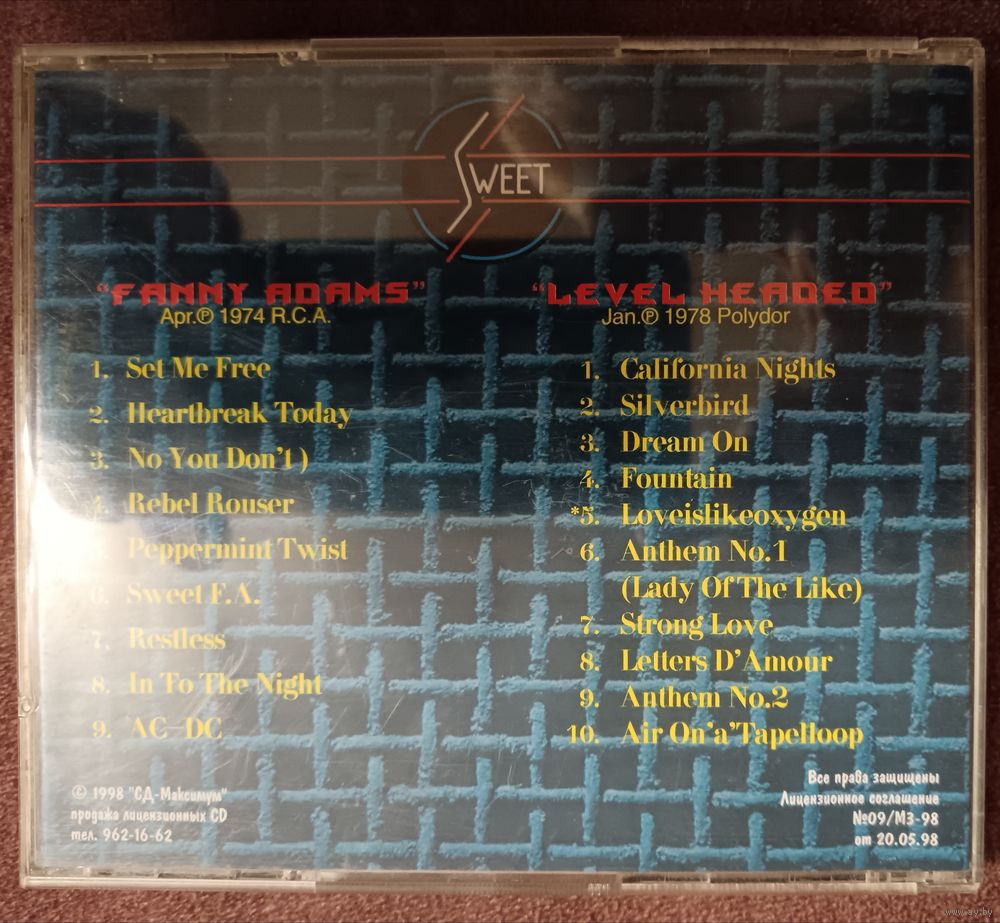 SWEET
"FANNY ADAMS"
Apr.℗ 1974 R.C.A.
1. Set Me Free
2. Heartbreak Today
3. No You Don't )
4. Rebel Rouser
Peppermint Twist
6. Sweet F.A.
7. Restless
8. In To The Night
9. AC-DC
"LEVEL HEADED"
Jan.℗ 1978 Polydor
1. California Nights
2. Silverbird
3. Dream On
4. Fountain
*5. Loveislikeoxygen
6. Anthem No.1
(Lady Of The Like)
7. Strong Love
8. Letters D'Amour
9. Anthem No.2
10. Air On'a'Tapelloop
© 1998 "СД-Максимум"
продажа лицензионных CD
тел. 962-16-62
Все права защищены
Лицензионное соглашение
№09/МЗ-98
от 20.05.98
www.ay.by